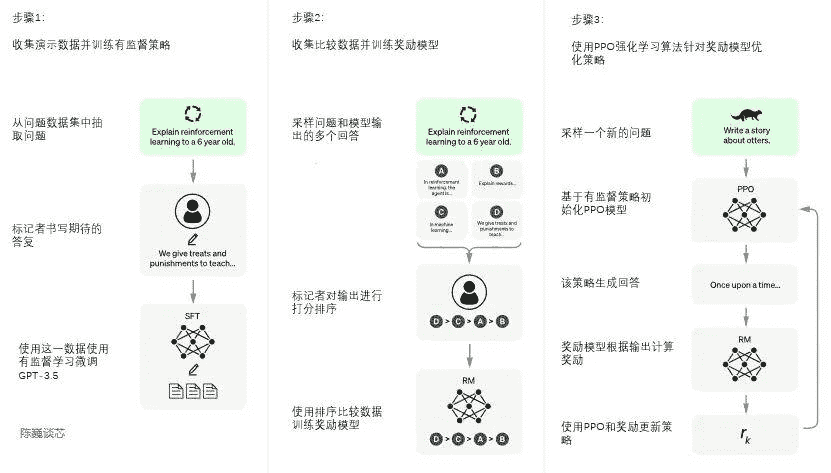 步骤1:
收集演示数据并训练有监督策略
从问题数据集中抽
取问题
Explain reinforcement
learning to a 6 year old.
标记者书写期待的
答复
We give treats and
punishments to teach...
SFT
使用这一数据使用
有监督学习微调
GPT-3.5
陈巍谈芯
步骤2:
收集比较数据并训练奖励模型
采样问题和模型输
出的多个回答
Explain reinforcement
learning to a 6 year old.
A
In reinforcement
learning, the
agent is...
B
Explain rewards...
C
In machine
learning...
D
We give treats and
punishments to
teach...
标记者对输出进行
打分排序
D > C > A > B
RM
使用排序比较数据
训练奖励模型
D > C > A > B
步骤3:
使用PPO强化学习算法针对奖励模型优
化策略
采样一个新的问题
Write a story
about otters.
PPO
基于有监督策略初
始化PPO模型
该策略生成回答
Once upon a time...
RM
奖励模型根据输出计算
奖励
使用PPO和奖励更新策
略
rk